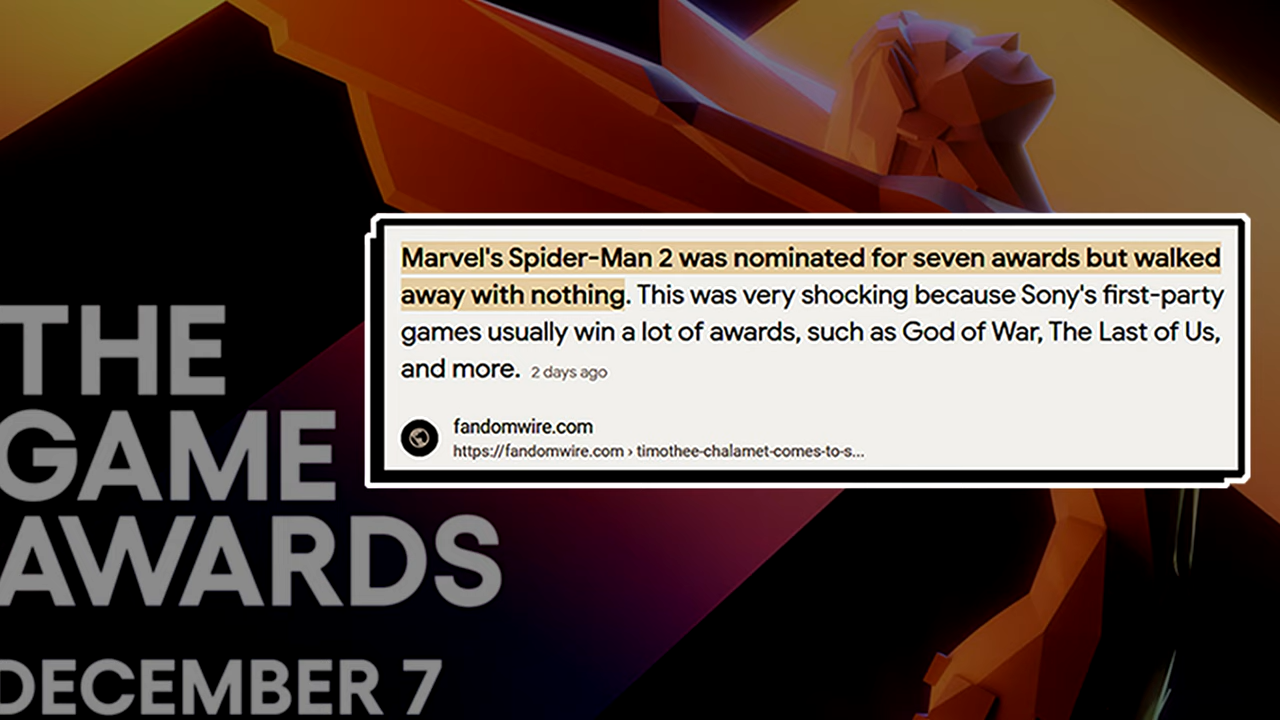 THE
GAME
AWARDS
DECEMBER 7
Marvel's Spider-Man 2 was nominated for seven awards but walked
away with nothing. This was very shocking because Sony's first-party
games usually win a lot of awards, such as God of War, The Last of Us,
and more. 2 days ago
fandomwire.com
https://fandomwire.com › timothee-chalamet-comes-to-s...